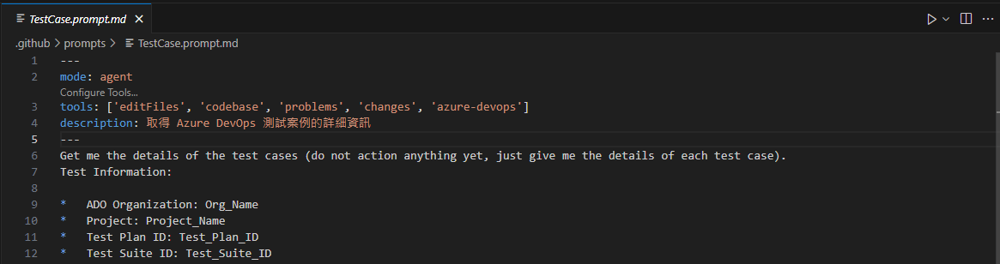 TestCase.prompt.md
.github > prompts > TestCase.prompt.md
1 ---
2 mode: agent
Configure Tools...
3 tools: ['editFiles', 'codebase', 'problems', 'changes', 'azure-devops']
4 description: 取得 Azure DevOps 測試案例的詳細資訊
5 ---
6 Get me the details of the test cases (do not action anything yet, just give me the details of each test case).
7 Test Information:
8
9 * ADO Organization: Org_Name
10 * Project: Project_Name
11 * Test Plan ID: Test_Plan_ID
12 * Test Suite ID: Test_Suite_ID